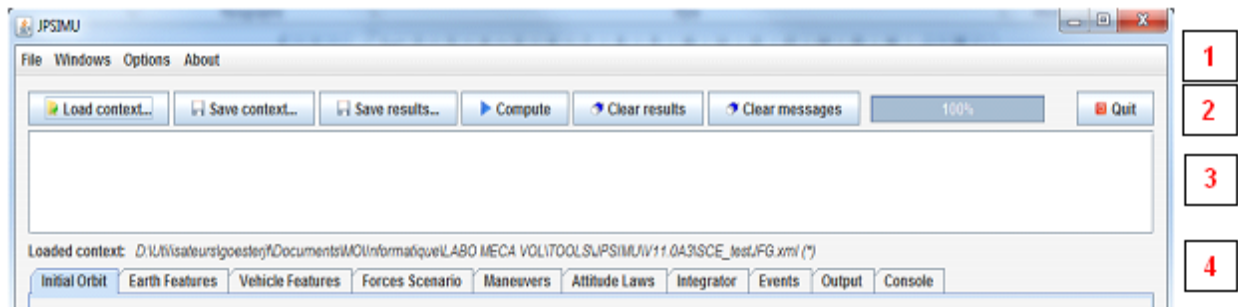 JPSIMU
File Windows Options About
1
Load context... Save context... Save results... Compute Clear results Clear messages 100% Quit
2
3
Loaded context: D:\Utilisateurs\goesterjf\Documents\MOI\Informatique\LABO MECA VOL\TOOLS\JPSIMU\V11.0A3\SCE_testJFG.xml (*)
4
Initial Orbit Earth Features Vehicle Features Forces Scenario Maneuvers Attitude Laws Integrator Events Output Console